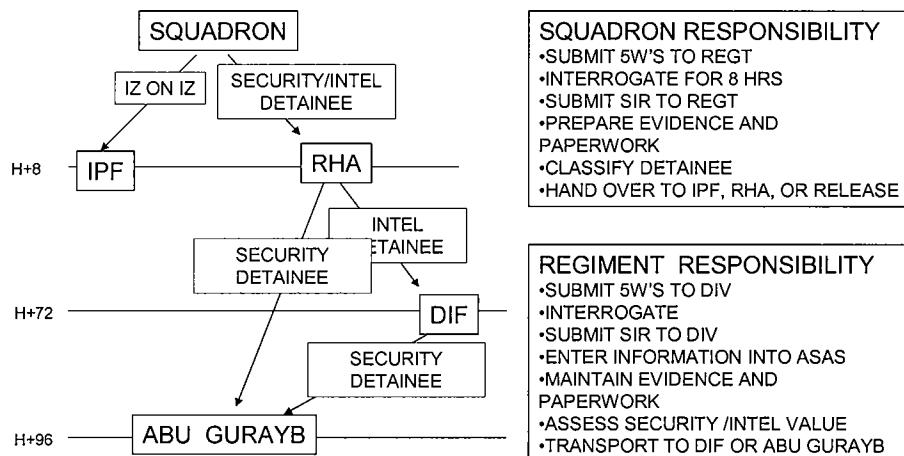 SQUADRON
IZ ON IZ
SECURITY/INTEL
DETAINEE
H+8
IPF
RHA
INTEL
DETAINEE
SECURITY
DETAINEE
H+72
DIF
SECURITY
DETAINEE
H+96
ABU GURAYB
SQUADRON RESPONSIBILITY
•SUBMIT 5W'S TO REGT
•INTERROGATE FOR 8 HRS
•SUBMIT SIR TO REGT
•PREPARE EVIDENCE AND
PAPERWORK
•CLASSIFY DETAINEE
•HAND OVER TO IPF, RHA, OR RELEASE
REGIMENT RESPONSIBILITY
•SUBMIT 5W'S TO DIV
•INTERROGATE
•SUBMIT SIR TO DIV
•ENTER INFORMATION INTO ASAS
•MAINTAIN EVIDENCE AND
PAPERWORK
•ASSESS SECURITY /INTEL VALUE
•TRANSPORT TO DIF OR ABU GURAYB